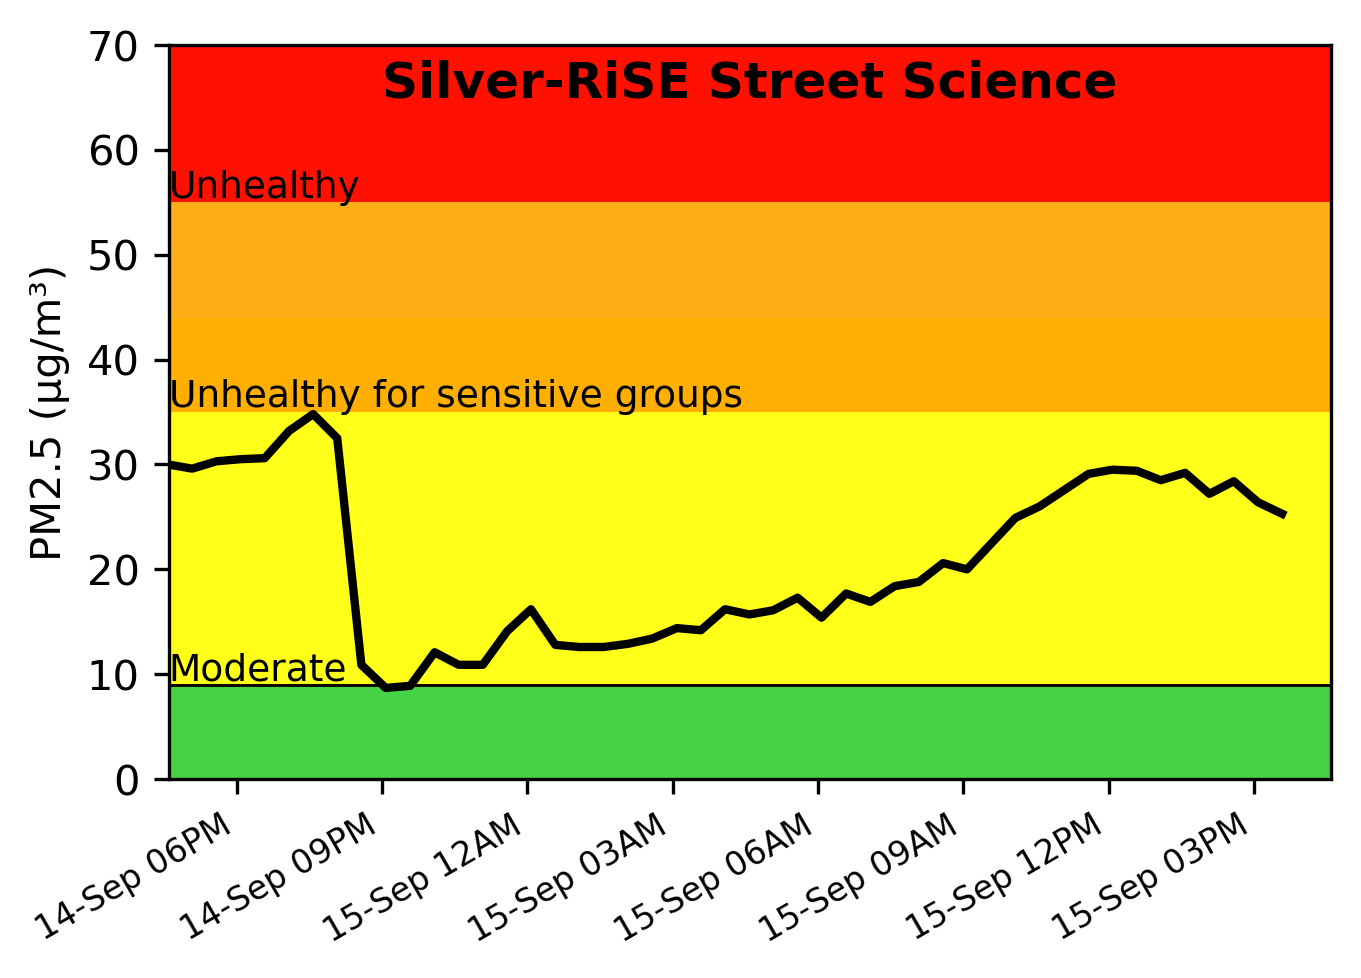 Silver-RiSE Street Science
70
60
50
40
30
20
10
0
PM2.5 (µg/m³)
Unhealthy
Unhealthy for sensitive groups
Moderate
14-Sep 06PM
14-Sep 09PM
15-Sep 12AM
15-Sep 03AM
15-Sep 06AM
15-Sep 09AM
15-Sep 12PM
15-Sep 03PM